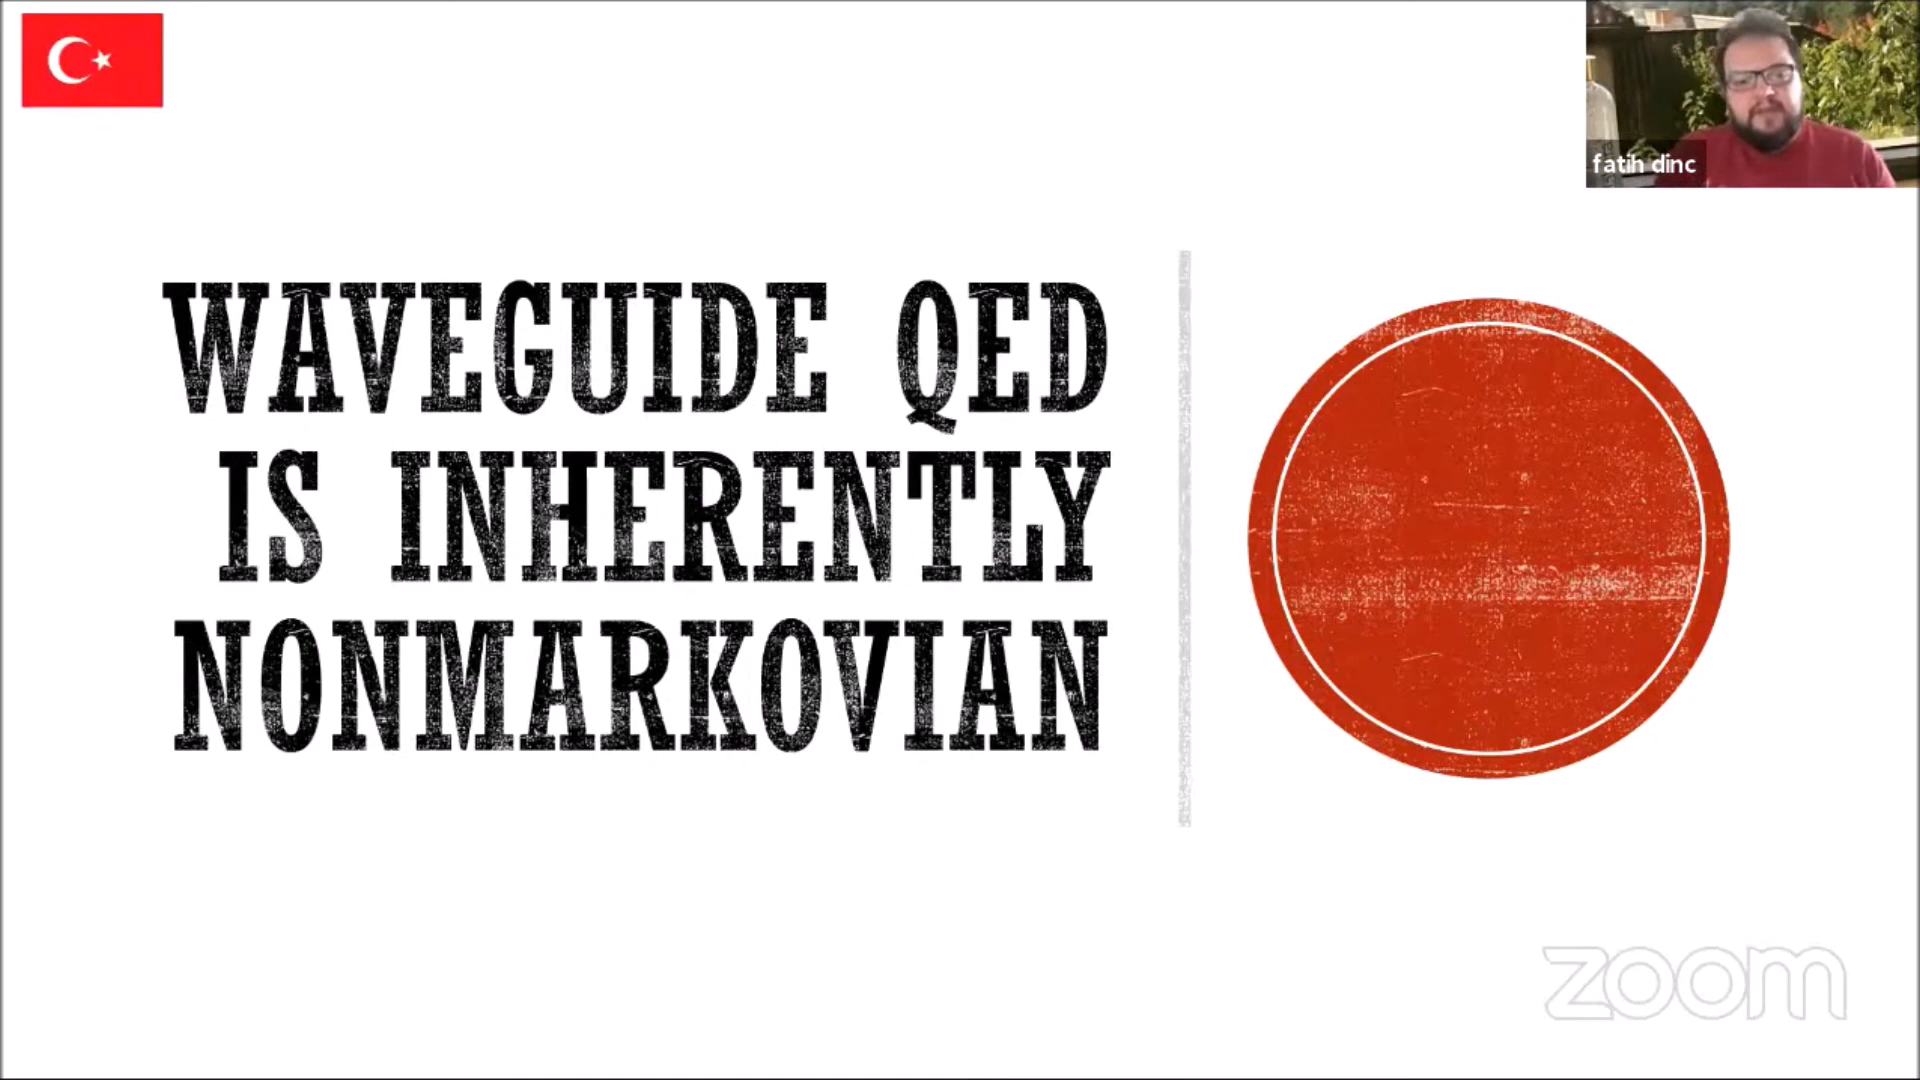 fatih dinc
WAVEGUIDE QED
IS INHERENTLY
NONMARKOVIAN
zoom